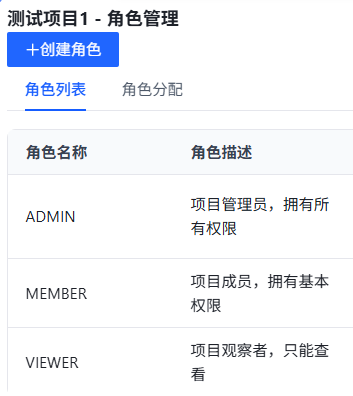 测试项目1 - 角色管理
＋创建角色
角色列表 角色分配
角色名称 角色描述
ADMIN 项目管理员，拥有所
有权限
MEMBER 项目成员，拥有基本
权限
VIEWER 项目观察者，只能查
看